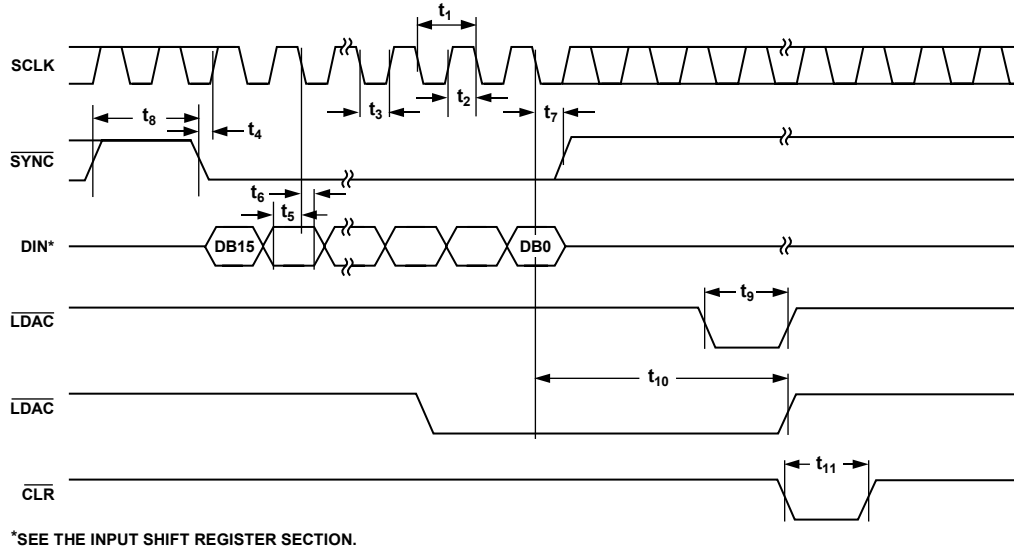 t1
SCLK
t3
t2
t7
t8
t4
SYNC
t6
t5
DIN*
DB15
DB0
t9
LDAC
t10
LDAC
t11
CLR
*SEE THE INPUT SHIFT REGISTER SECTION.